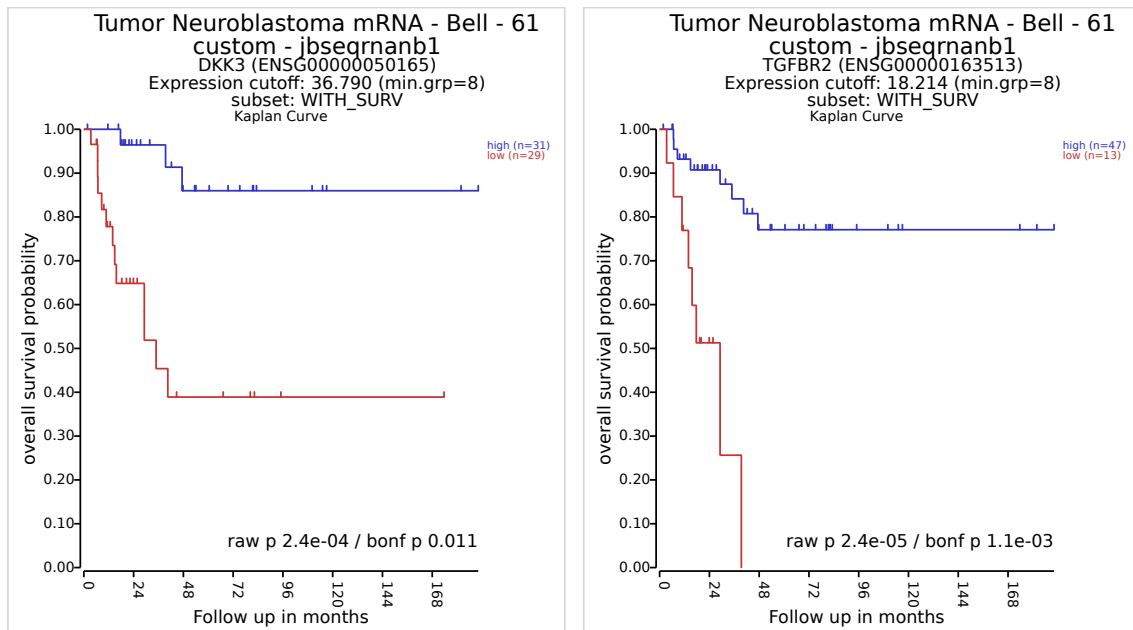 Tumor Neuroblastoma mRNA - Bell - 61
custom - jbseqrnanb1
DKK3 (ENSG00000050165)
Expression cutoff: 36.790 (min.grp=8)
subset: WITH_SURV
Kaplan Curve
high (n=31)
low (n=29)
1.00
0.90
0.80
0.70
0.60
0.50
0.40
0.30
0.20
0.10
0.00
overall survival probability
raw p 2.4e-04 / bonf p 0.011
0
24
48
72
96
120
144
168
Follow up in months
Tumor Neuroblastoma mRNA - Bell - 61
custom - jbseqrnanb1
TGFBR2 (ENSG00000163513)
Expression cutoff: 18.214 (min.grp=8)
subset: WITH_SURV
Kaplan Curve
high (n=47)
low (n=13)
1.00
0.90
0.80
0.70
0.60
0.50
0.40
0.30
0.20
0.10
0.00
overall survival probability
raw p 2.4e-05 / bonf p 1.1e-03
0
24
48
72
96
120
144
168
Follow up in months